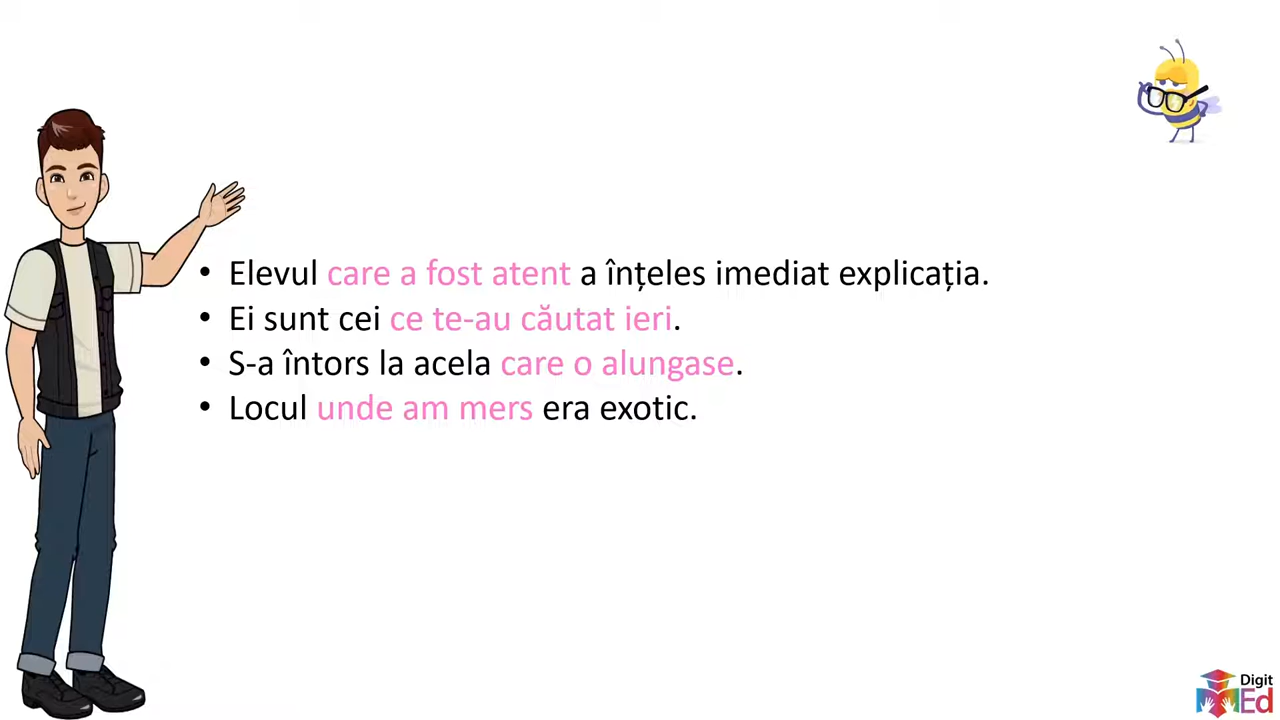 • Elevul care a fost atent a înțeles imediat explicația.
• Ei sunt cei ce te-au căutat ieri.
• S-a întors la acela care o alungase.
• Locul unde am mers era exotic.
Digit
Ed